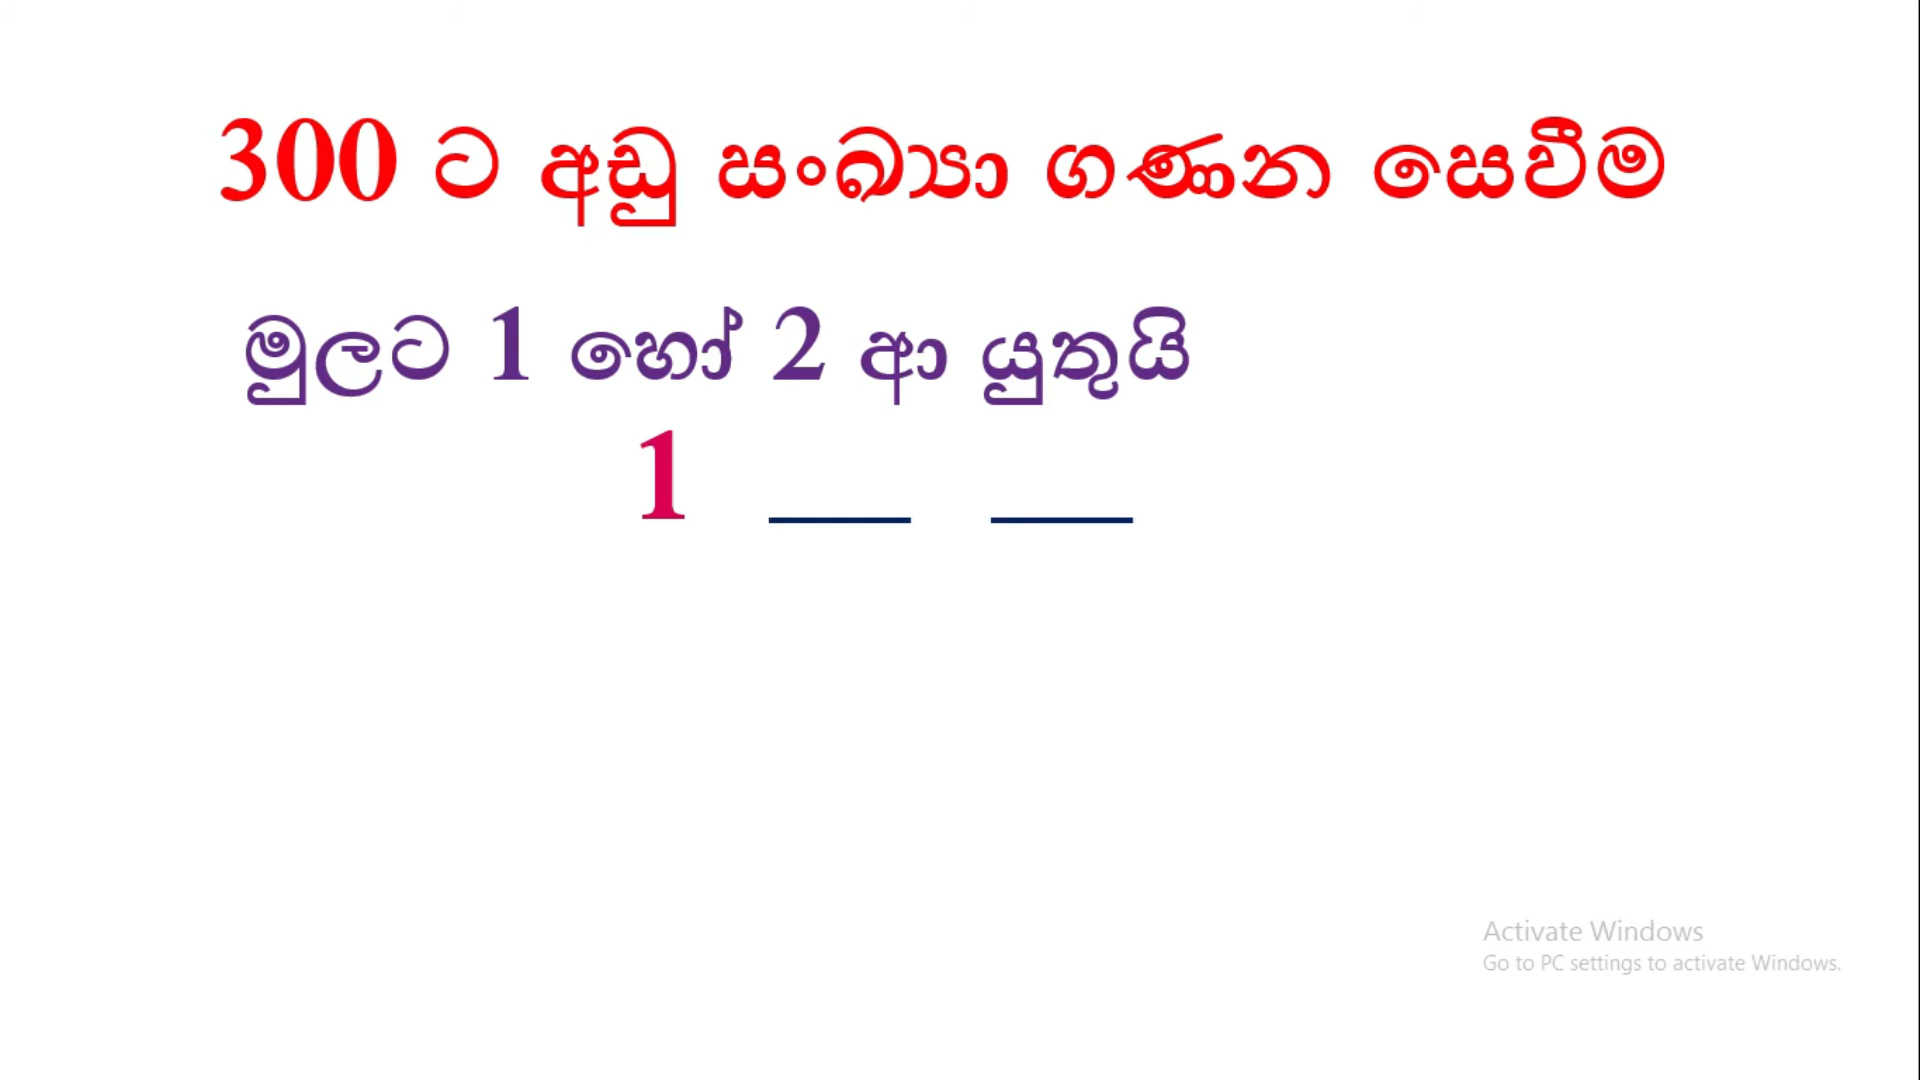 300 ට අඩු සංඛ්‍යා ගණන සෙවීම
මුලට 1 හෝ 2 ආ යුතුයි
1 ___ ___
Activate Windows
Go to PC settings to activate Windows.